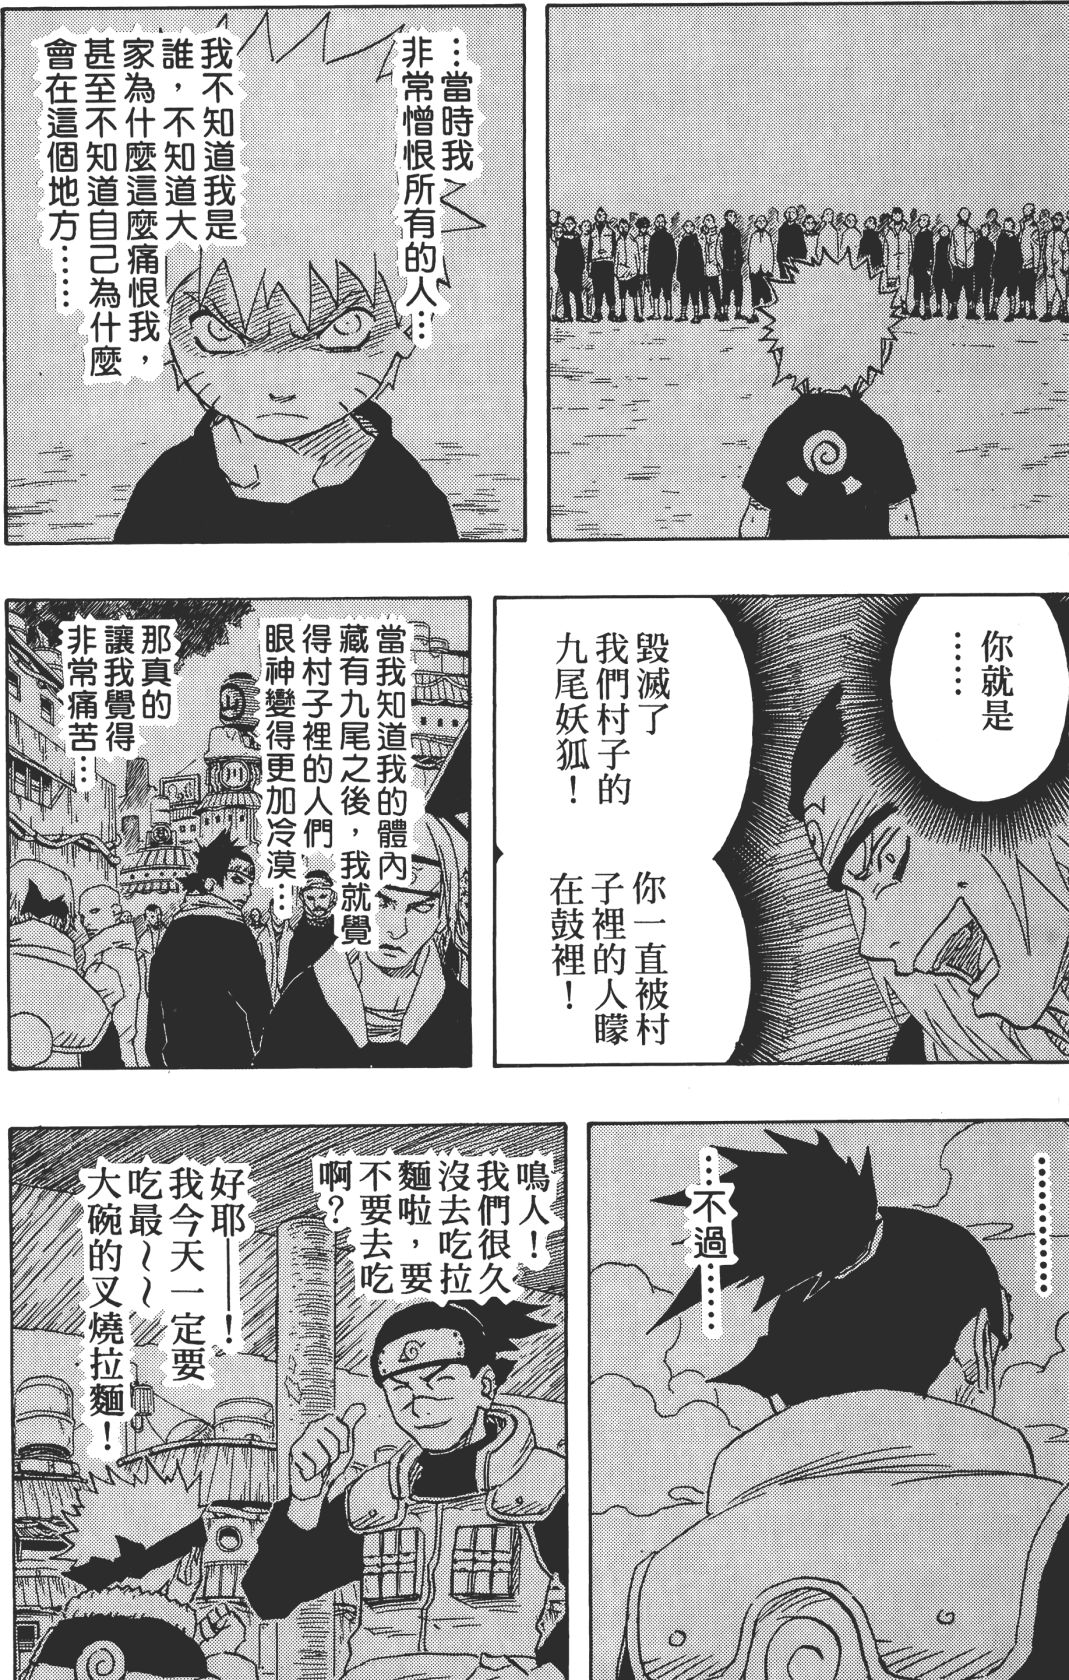 …當時我
非常憎恨所有的人…
我不知道我是
誰，不知道大
家為什麼這麼痛恨我，
甚至不知道自己為什麼
會在這個地方……
你就是
……
毀滅了
我們村子的
九尾妖狐！
你一直被村
子裡的人矇
在鼓裡！
當我知道我的體內
藏有九尾之後，我就覺
得村子裡的人們
眼神變得更加冷漠…
那真的
讓我覺得
非常痛苦…
…………
…不過……
鳴人！
我們很久
沒去吃拉
麵啦，要
不要去吃
啊？
好耶——！
我今天一定要
吃最～～
大碗的叉燒拉麵！